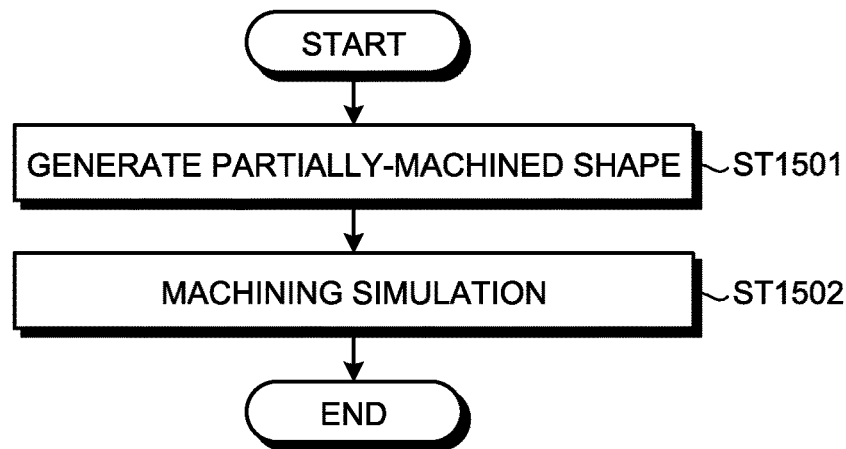 START
GENERATE PARTIALLY-MACHINED SHAPE ST1501
MACHINING SIMULATION ST1502
END